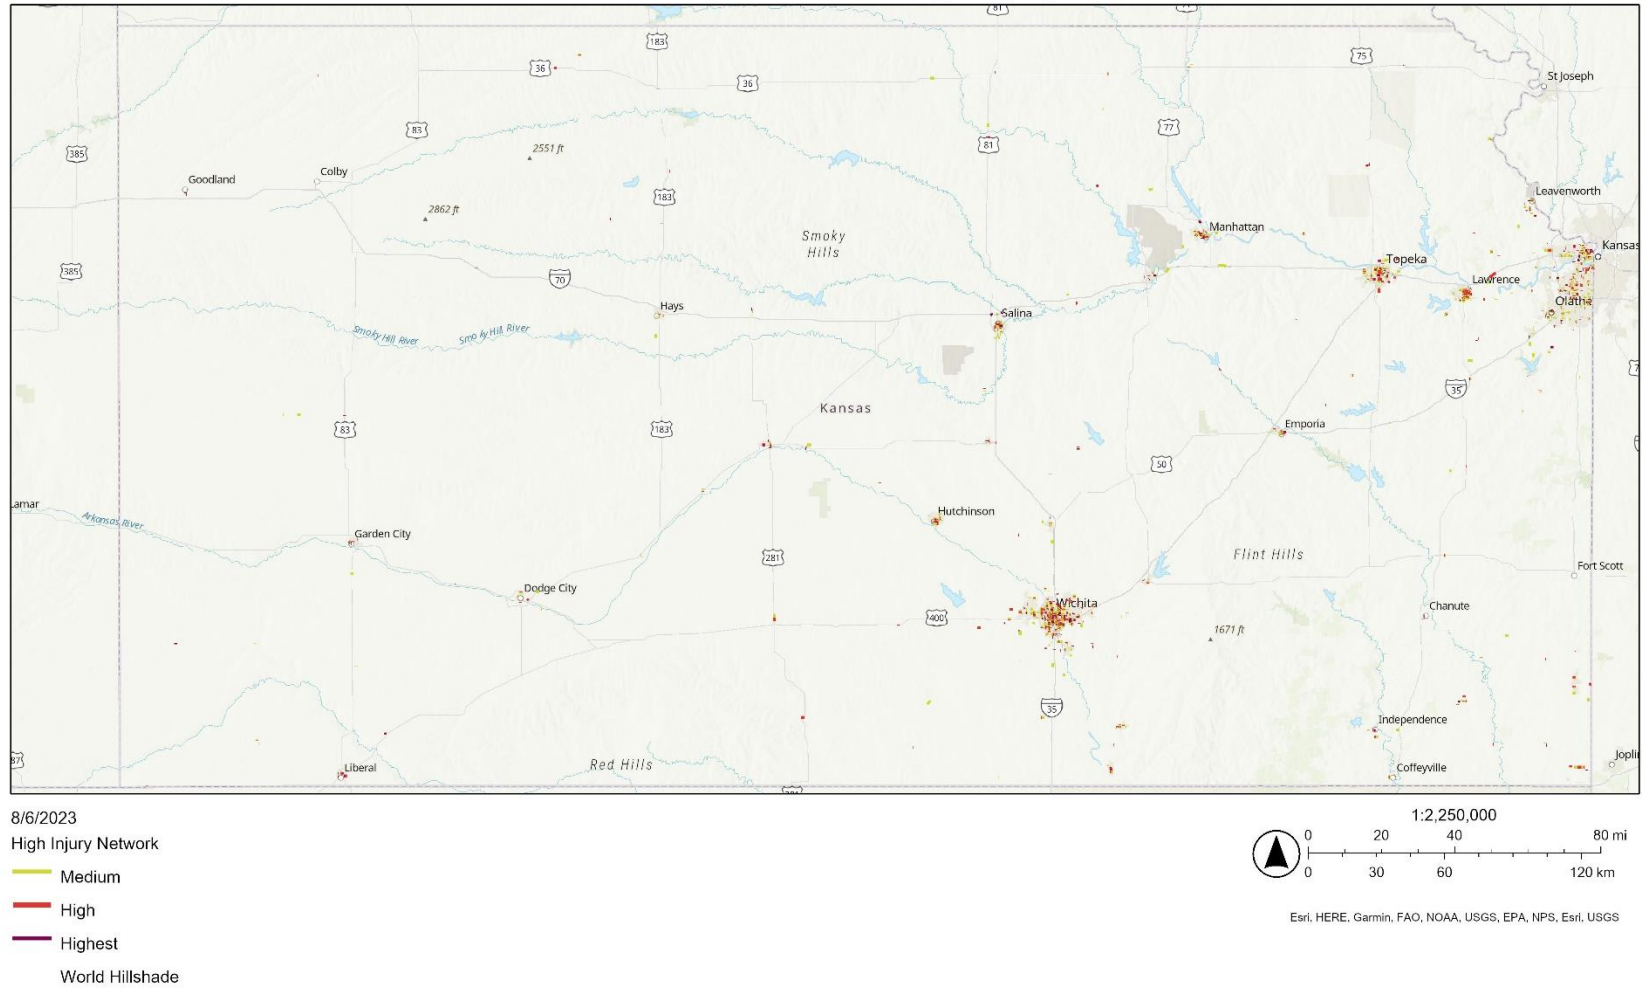 81
183
75
36
36
St Joseph
83
77
81
385
2551 ft
Goodland
Colby
Leavenworth
183
2862 ft
Manhattan
Smoky
Hills
Kansas
Topeka
385
70
Lawrence
Hays
Olathe
Salina
Smoky Hill River
Smoky Hill River
35
Kansas
83
183
Emporia
50
amar
Hutchinson
Arkansas River
Garden City
Flint Hills
281
Fort Scott
Dodge City
Wichita
Chanute
400
1671 ft
35
Independence
Red Hills
Liberal
Coffeyville
Joplin
87
8/6/2023
High Injury Network
Medium
High
Highest
World Hillshade
1:2,250,000
0 20 40 80 mi
0 30 60 120 km
Esri, HERE, Garmin, FAO, NOAA, USGS, EPA, NPS, Esri, USGS